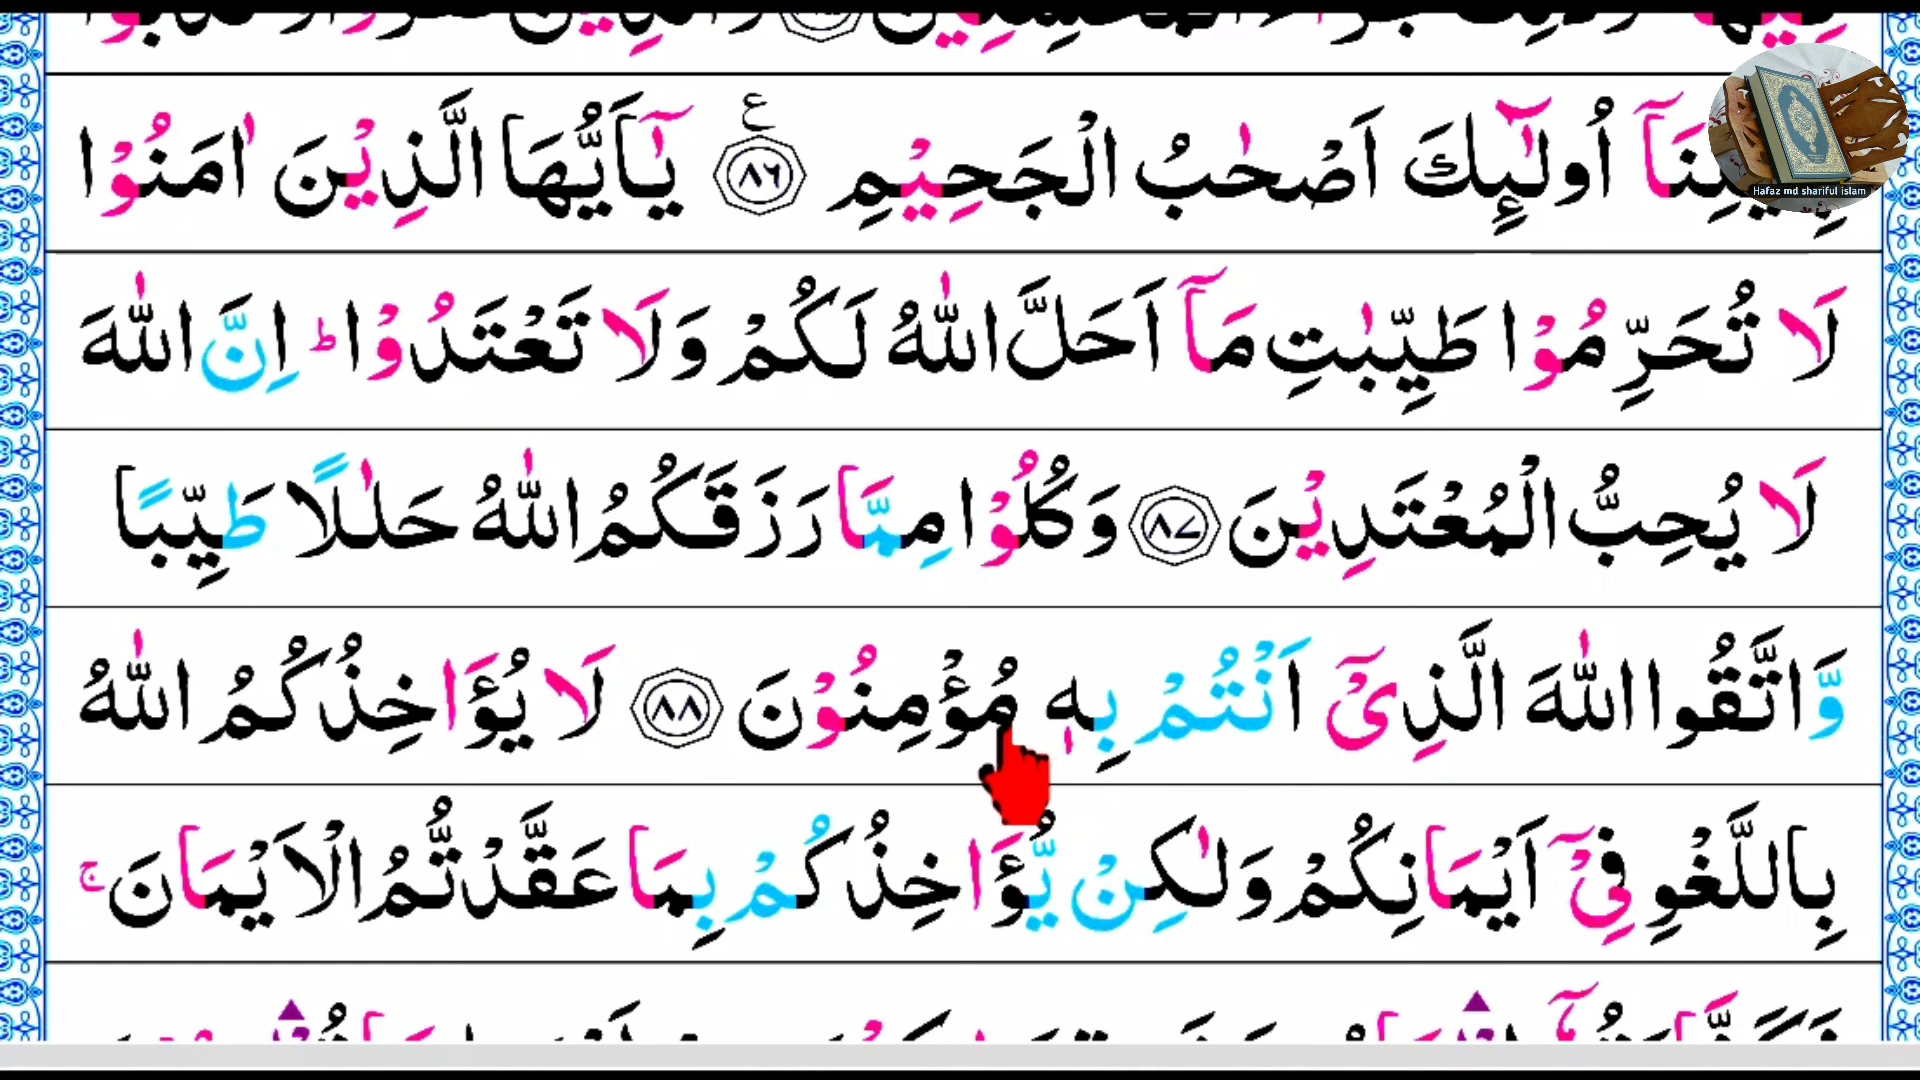 اُولٰٓئِكَ اَصْحٰبُ الْجَحِيْمِ ۝٨٦ يٰٓاَيُّهَا الَّذِيْنَ اٰمَنُوْا
لَا تُحَرِّمُوْا طَيِّبٰتِ مَآ اَحَلَّ اللّٰهُ لَكُمْ وَلَا تَعْتَدُوْا ؕ اِنَّ اللّٰهَ
لَا يُحِبُّ الْمُعْتَدِيْنَ ۝٨٧ وَكُلُوْا مِمَّا رَزَقَكُمُ اللّٰهُ حَلٰلًا طَيِّبًا
وَّاتَّقُوا اللّٰهَ الَّذِيْٓ اَنْتُمْ بِهٖ مُؤْمِنُوْنَ ۝٨٨ لَا يُؤَاخِذُكُمُ اللّٰهُ
بِاللَّغْوِ فِيْٓ اَيْمَانِكُمْ وَلٰكِنْ يُّؤَاخِذُكُمْ بِمَا عَقَّدْتُّمُ الْاَيْمَانَ ۚ
Hafaz md shariful islam